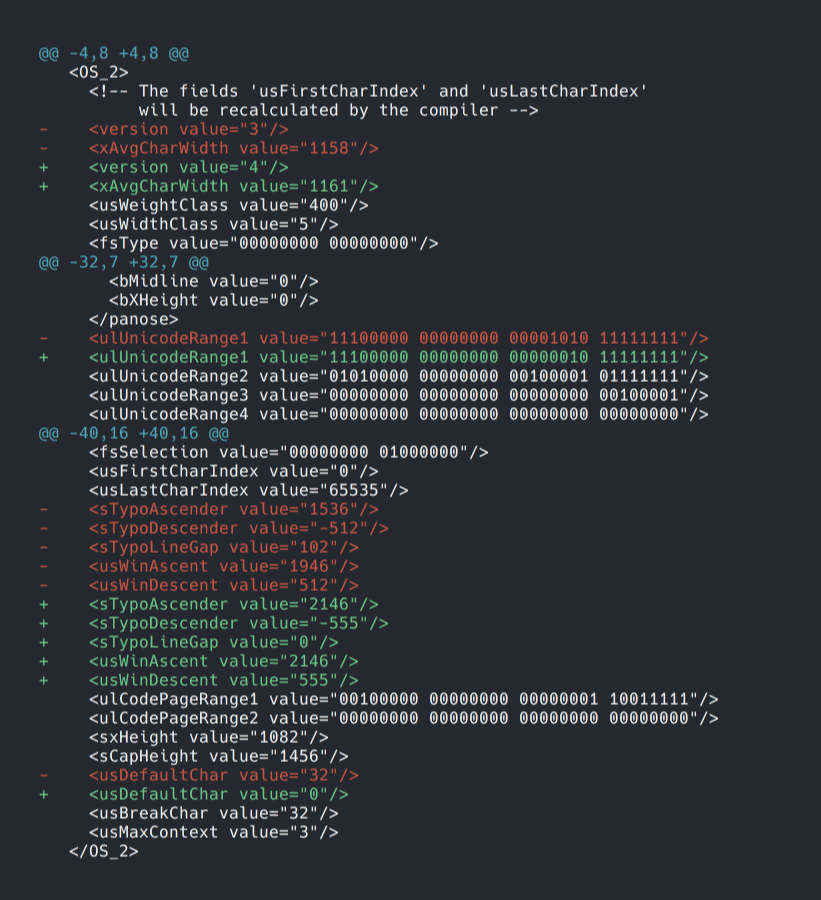 @@ -4,8 +4,8 @@
   <OS_2>
     <!-- The fields 'usFirstCharIndex' and 'usLastCharIndex'
          will be recalculated by the compiler -->
-    <version value="3"/>
-    <xAvgCharWidth value="1158"/>
+    <version value="4"/>
+    <xAvgCharWidth value="1161"/>
     <usWeightClass value="400"/>
     <usWidthClass value="5"/>
     <fsType value="00000000 00000000"/>
@@ -32,7 +32,7 @@
       <bMidline value="0"/>
       <bXHeight value="0"/>
     </panose>
-    <ulUnicodeRange1 value="11100000 00000000 00001010 11111111"/>
+    <ulUnicodeRange1 value="11100000 00000000 00000010 11111111"/>
     <ulUnicodeRange2 value="01010000 00000000 00100001 01111111"/>
     <ulUnicodeRange3 value="00000000 00000000 00000000 00100001"/>
     <ulUnicodeRange4 value="00000000 00000000 00000000 00000000"/>
@@ -40,16 +40,16 @@
     <fsSelection value="00000000 01000000"/>
     <usFirstCharIndex value="0"/>
     <usLastCharIndex value="65535"/>
-    <sTypoAscender value="1536"/>
-    <sTypoDescender value="-512"/>
-    <sTypoLineGap value="102"/>
-    <usWinAscent value="1946"/>
-    <usWinDescent value="512"/>
+    <sTypoAscender value="2146"/>
+    <sTypoDescender value="-555"/>
+    <sTypoLineGap value="0"/>
+    <usWinAscent value="2146"/>
+    <usWinDescent value="555"/>
     <ulCodePageRange1 value="00100000 00000000 00000001 10011111"/>
     <ulCodePageRange2 value="00000000 00000000 00000000 00000000"/>
     <sxHeight value="1082"/>
     <sCapHeight value="1456"/>
-    <usDefaultChar value="32"/>
+    <usDefaultChar value="0"/>
     <usBreakChar value="32"/>
     <usMaxContext value="3"/>
   </OS_2>